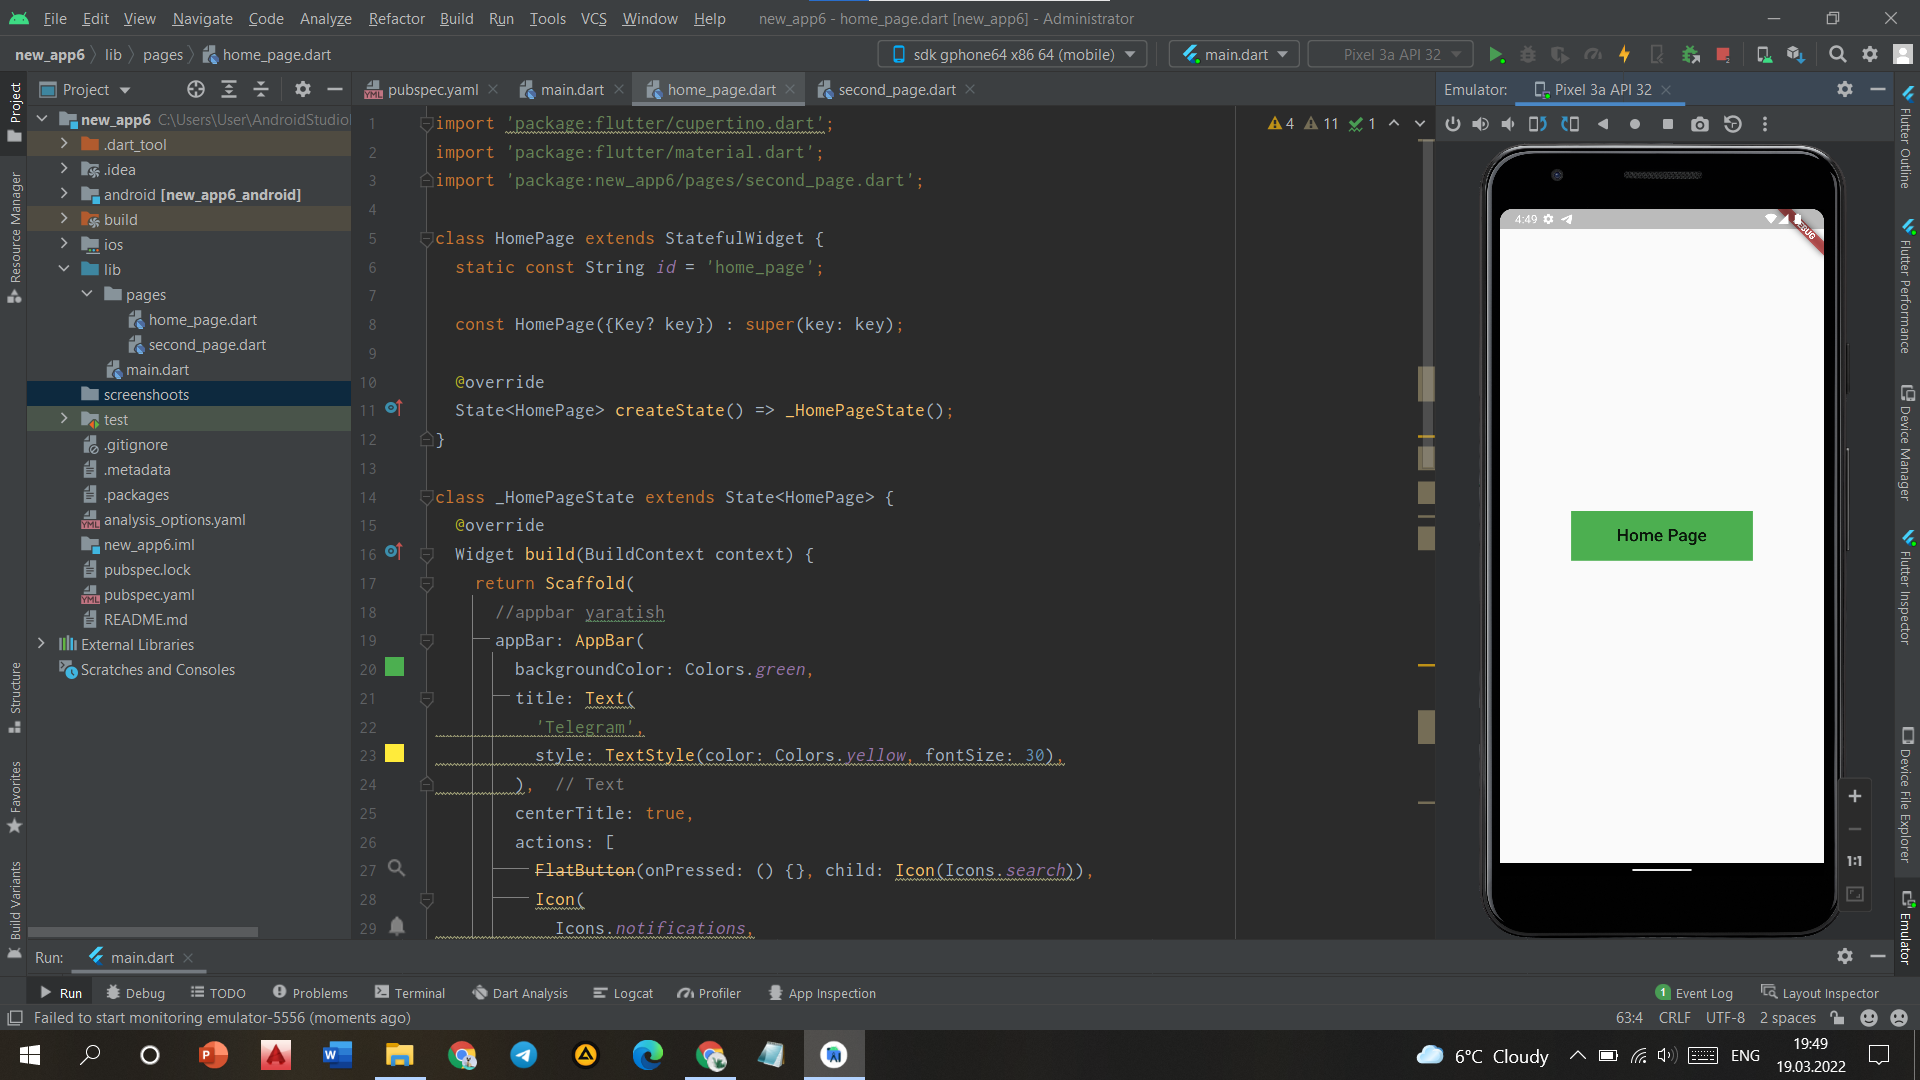 File Edit View Navigate Code Analyze Refactor Build Run Tools VCS Window Help new_app6 - home_page.dart [new_app6] - Administrator
new_app6 lib pages home_page.dart sdk gphone64 x86 64 (mobile) main.dart Pixel 3a API 32
Project
pubspec.yaml main.dart home_page.dart second_page.dart
Emulator: Pixel 3a API 32
new_app6 C:\Users\User\AndroidStudio
.dart_tool
.idea
android [new_app6_android]
build
ios
lib
pages
home_page.dart
second_page.dart
main.dart
screenshoots
test
.gitignore
.metadata
.packages
analysis_options.yaml
new_app6.iml
pubspec.lock
pubspec.yaml
README.md
External Libraries
Scratches and Consoles
Project
Resource Manager
Structure
Favorites
Build Variants
4 11 1
1 import 'package:flutter/cupertino.dart';
2 import 'package:flutter/material.dart';
3 import 'package:new_app6/pages/second_page.dart';
4
5 class HomePage extends StatefulWidget {
6 static const String id = 'home_page';
7
8 const HomePage({Key? key}) : super(key: key);
9
10 @override
11 State<HomePage> createState() => _HomePageState();
12 }
13
14 class _HomePageState extends State<HomePage> {
15 @override
16 Widget build(BuildContext context) {
17 return Scaffold(
18 //appbar yaratish
19 appBar: AppBar(
20 backgroundColor: Colors.green,
21 title: Text(
22 'Telegram',
23 style: TextStyle(color: Colors.yellow, fontSize: 30),
24 ), // Text
25 centerTitle: true,
26 actions: [
27 FlatButton(onPressed: () {}, child: Icon(Icons.search)),
28 Icon(
29 Icons.notifications,
4:49
DEBUG
Home Page
1:1
Flutter Outline
Flutter Performance
Device Manager
Flutter Inspector
Device File Explorer
Emulator
Run: main.dart
Run Debug TODO Problems Terminal Dart Analysis Logcat Profiler App Inspection 1 Event Log Layout Inspector
Failed to start monitoring emulator-5556 (moments ago) 63:4 CRLF UTF-8 2 spaces
6°C Cloudy ENG 19:49
19.03.2022